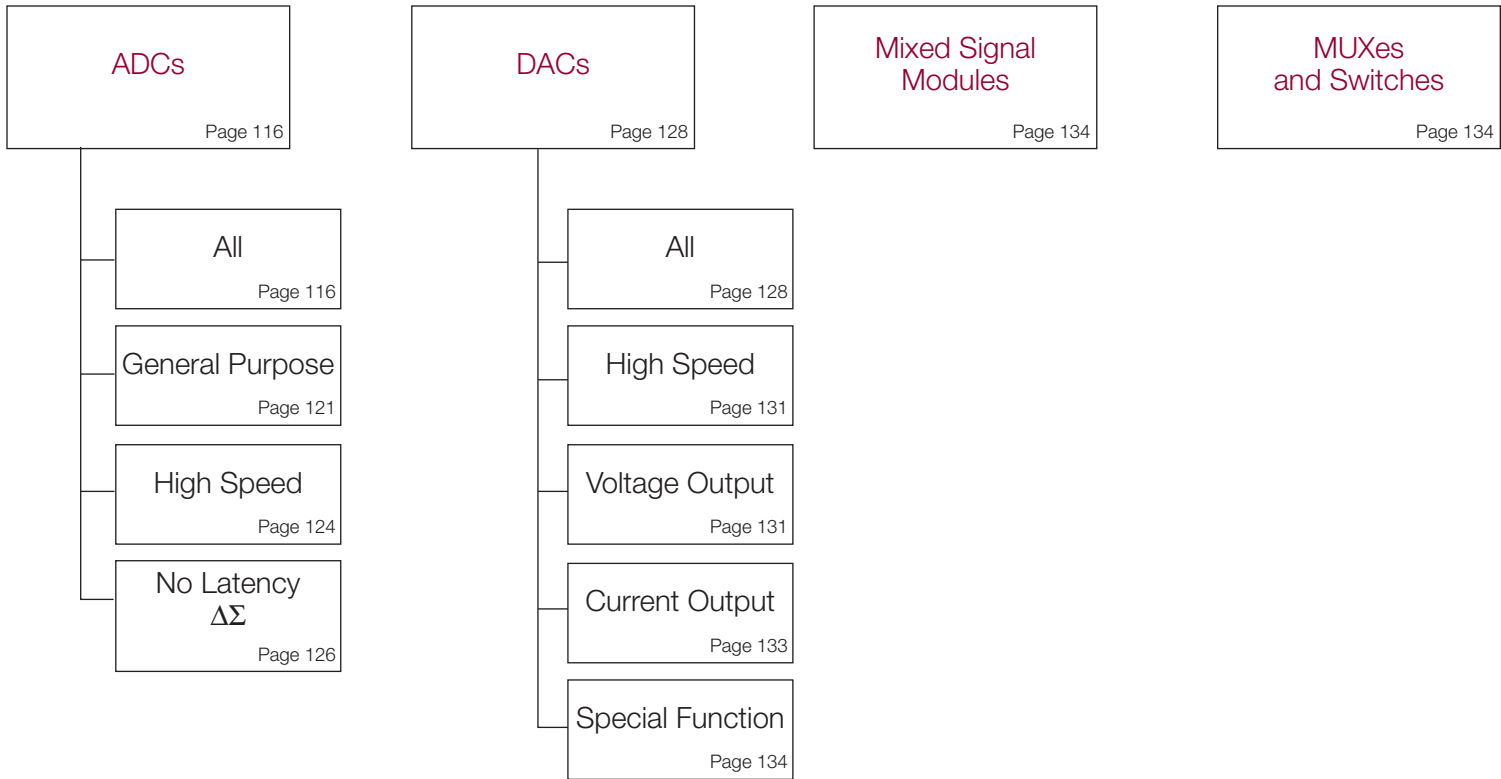 ADCs
Page 116
All
Page 116
General Purpose
Page 121
High Speed
Page 124
No Latency
ΔΣ
Page 126
DACs
Page 128
All
Page 128
High Speed
Page 131
Voltage Output
Page 131
Current Output
Page 133
Special Function
Page 134
Mixed Signal
Modules
Page 134
MUXes
and Switches
Page 134